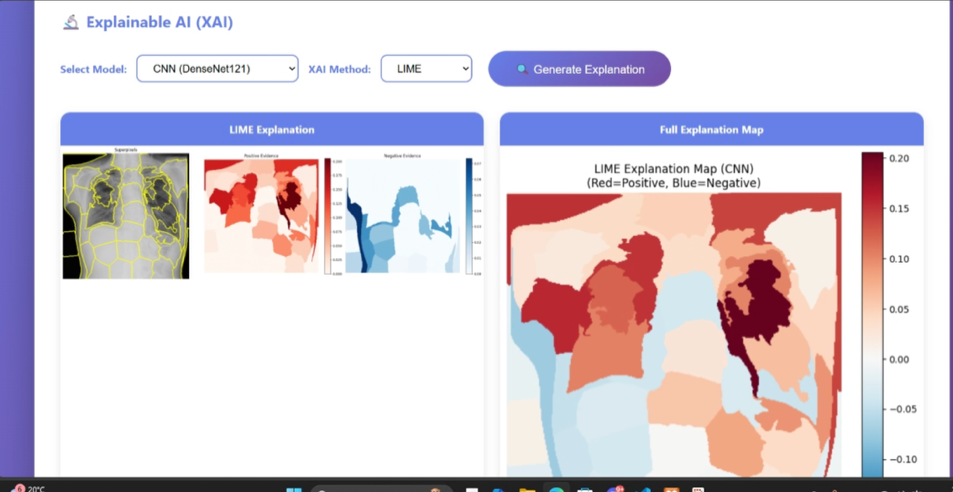 Explainable AI (XAI)
Select Model: CNN (DenseNet121) XAI Method: LIME Generate Explanation
LIME Explanation
Full Explanation Map
Superpixels
Positive Evidence
Negative Evidence
LIME Explanation Map (CNN)
(Red=Positive, Blue=Negative)
0.20
0.15
0.10
0.05
0.00
−0.05
−0.10
20°C